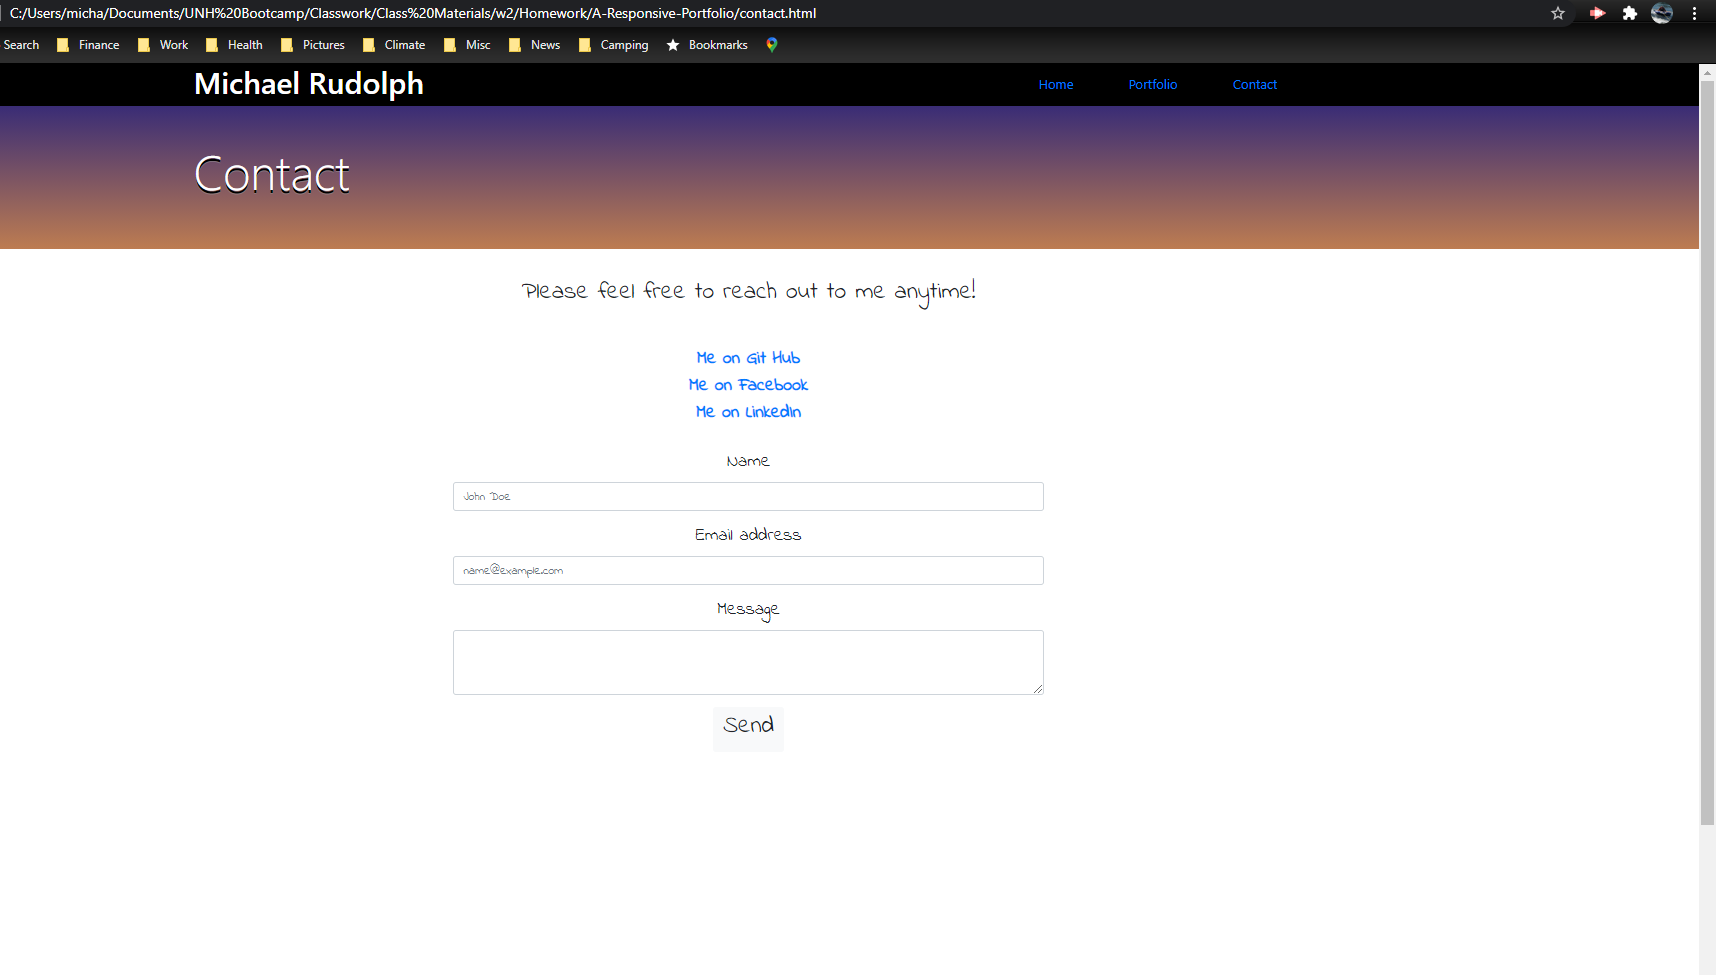 C:/Users/micha/Documents/UNH%20Bootcamp/Classwork/Class%20Materials/w2/Homework/A-Responsive-Portfolio/contact.html
Search Finance Work Health Pictures Climate Misc News Camping Bookmarks
Michael Rudolph Home Portfolio Contact
Contact
Please feel free to reach out to me anytime!
Me on Git Hub
Me on Facebook
Me on LinkedIn
Name
John Doe
Email address
name@example.com
Message
Send